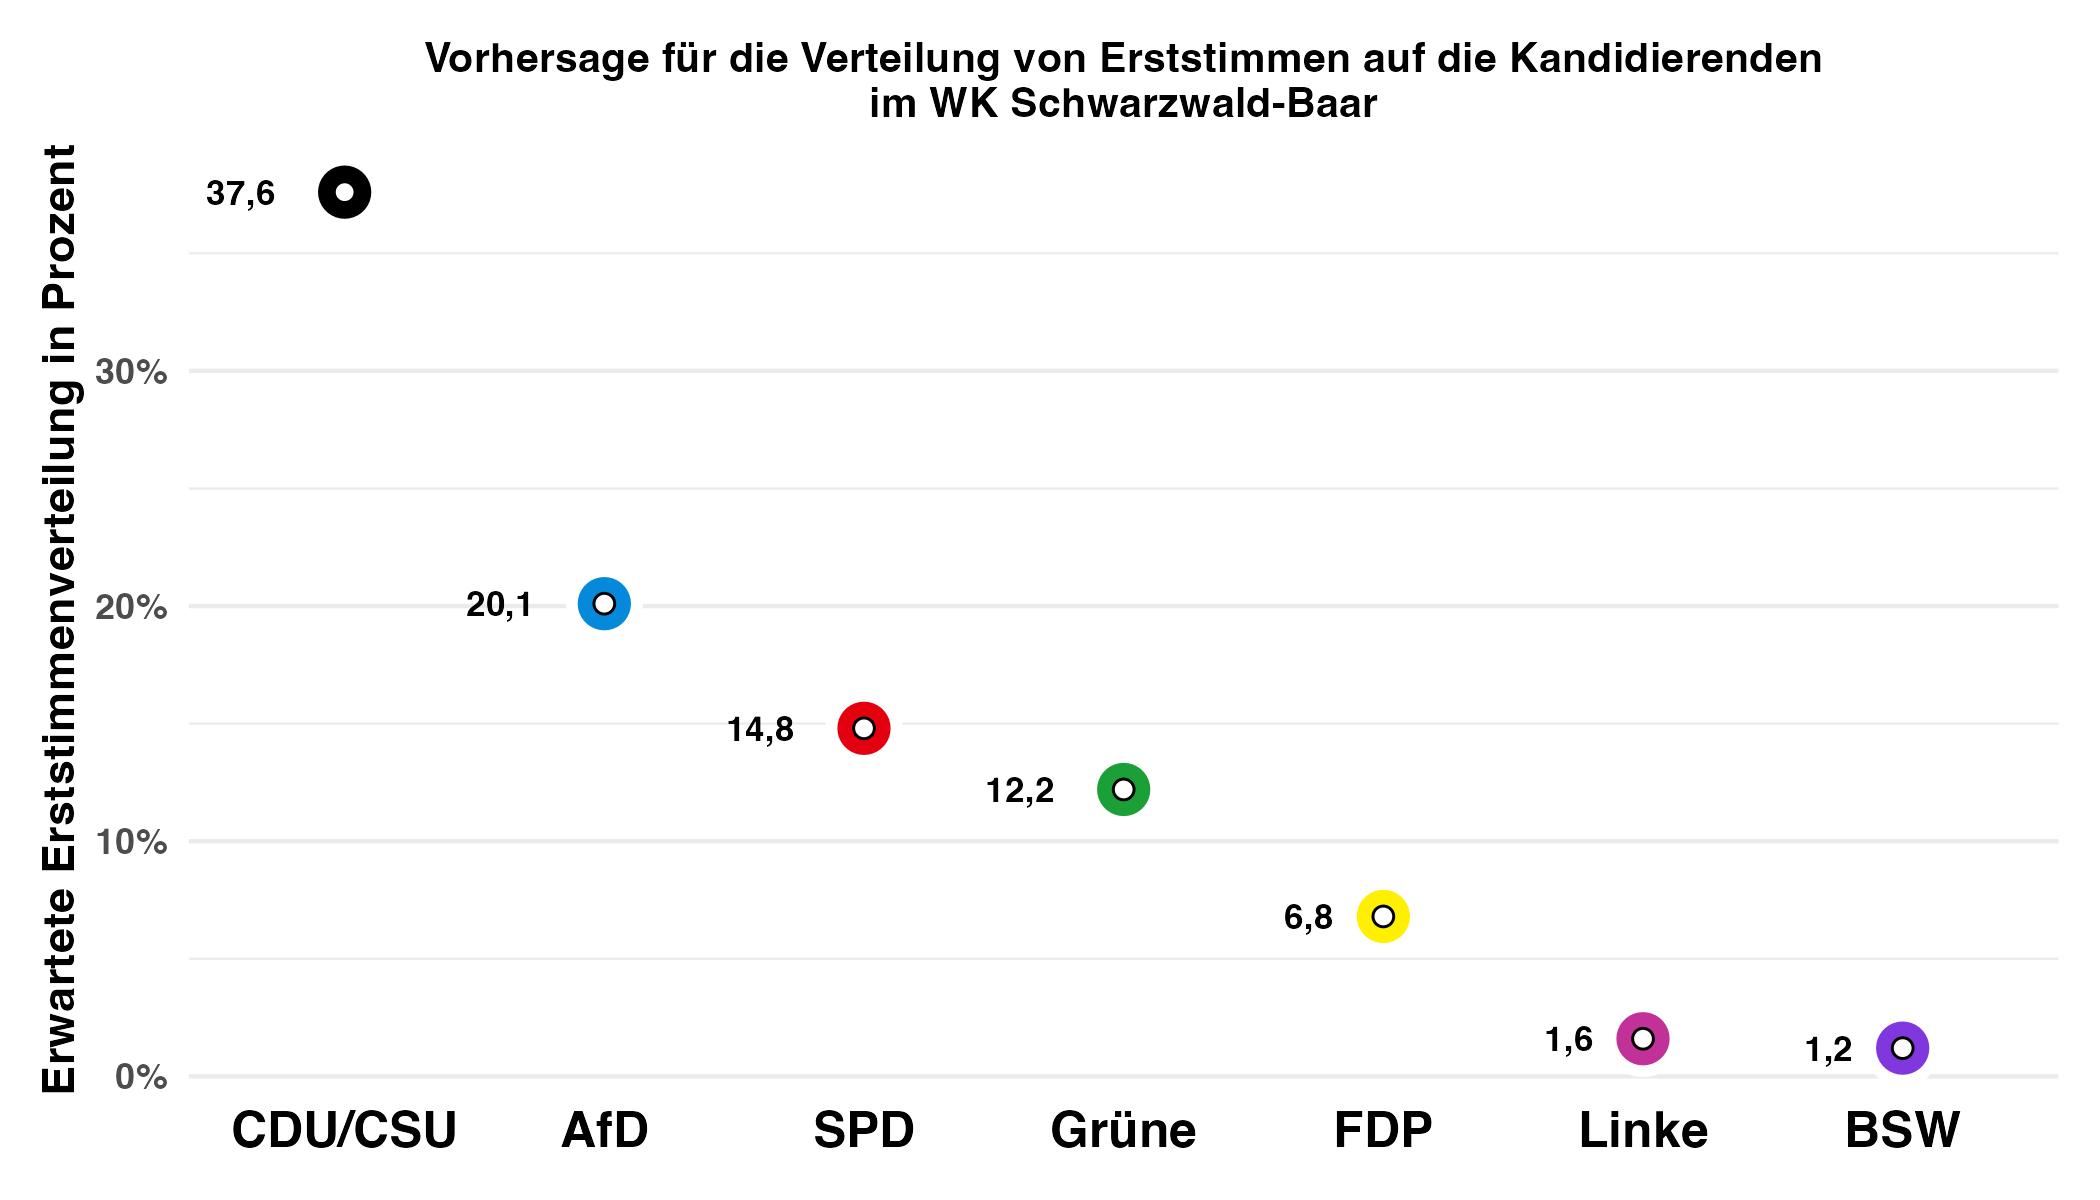 Vorhersage für die Verteilung von Erststimmen auf die Kandidierenden
im WK Schwarzwald-Baar
Erwartete Erststimmenverteilung in Prozent
37,6
30%
20%
20,1
14,8
12,2
10%
6,8
1,6
1,2
0%
CDU/CSU
AfD
SPD
Grüne
FDP
Linke
BSW